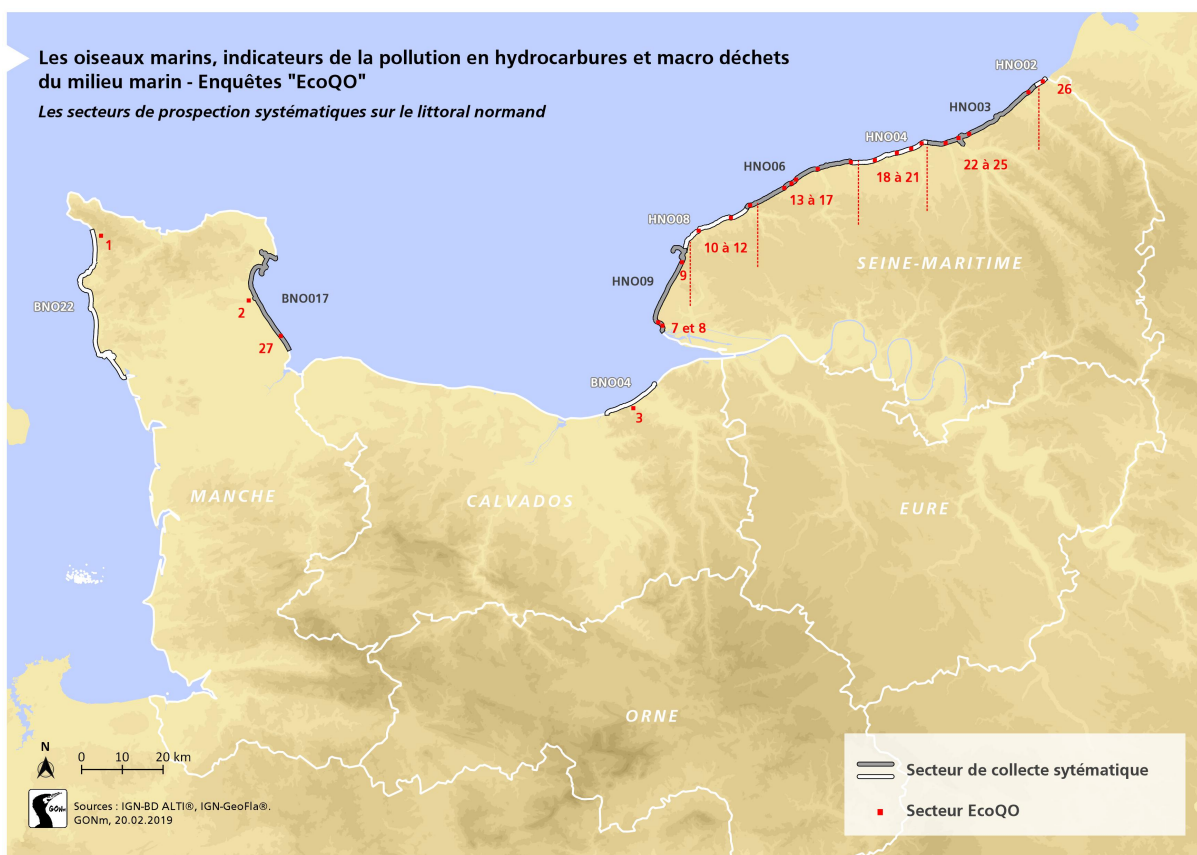 Les oiseaux marins, indicateurs de la pollution en hydrocarbures et macro déchets
du milieu marin - Enquêtes "EcoQO"
Les secteurs de prospection systématiques sur le littoral normand
HNO02
26
HNO03
HNO04
22 à 25
18 à 21
HNO06
13 à 17
HNO08
10 à 12
1
SEINE-MARITIME
9
HNO09
BNO017
BNO22
2
7 et 8
27
BNO04
3
MANCHE
CALVADOS
EURE
ORNE
N
0 10 20 km
Secteur de collecte sytématique
Secteur EcoQO
GONm
Sources : IGN-BD ALTI®, IGN-GeoFla®.
GONm, 20.02.2019